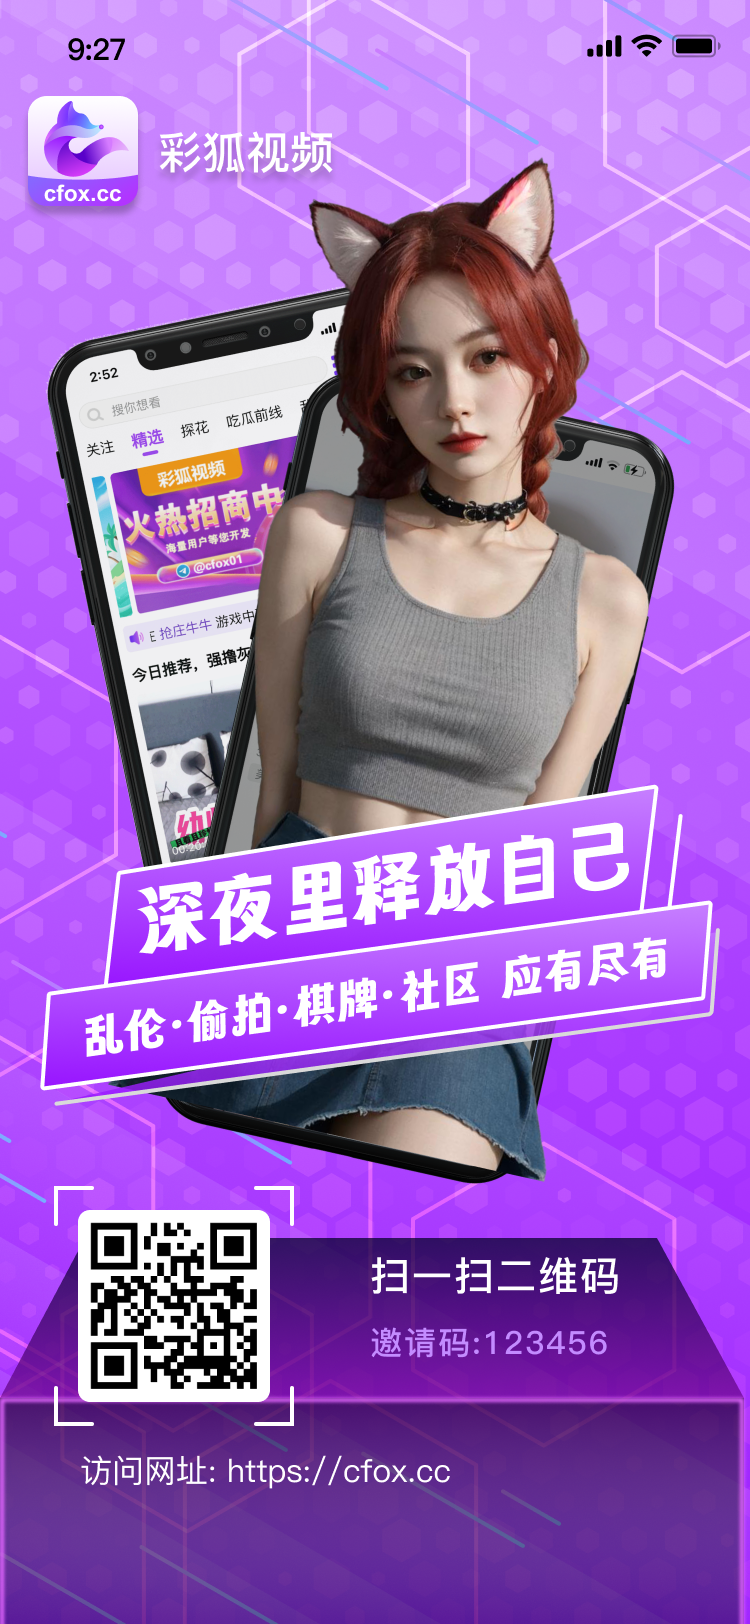 9:27
cfox.cc
彩狐视频
2:52
搜你想看
关注 精选 探花 吃瓜前线
彩狐视频
火热招商中
海量用户等您开发
@cfox01
E 抢庄牛牛 游戏中
今日推荐，强撸灰
00:20
深夜里释放自己
乱伦·偷拍·棋牌·社区 应有尽有
扫一扫二维码
邀请码:123456
访问网址: https://cfox.cc